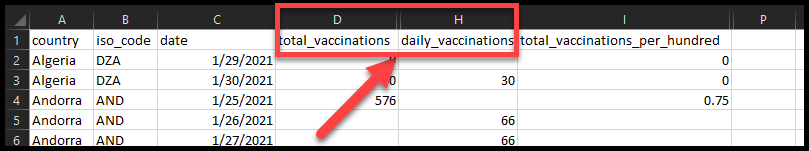 A B C D H I P Q
1 country iso_code date total_vaccinations daily_vaccinations total_vaccinations_per_hundred
2 Algeria DZA 1/29/2021 0
3 Algeria DZA 1/30/2021 0 30 0
4 Andorra AND 1/25/2021 576 0.75
5 Andorra AND 1/26/2021 66
6 Andorra AND 1/27/2021 66